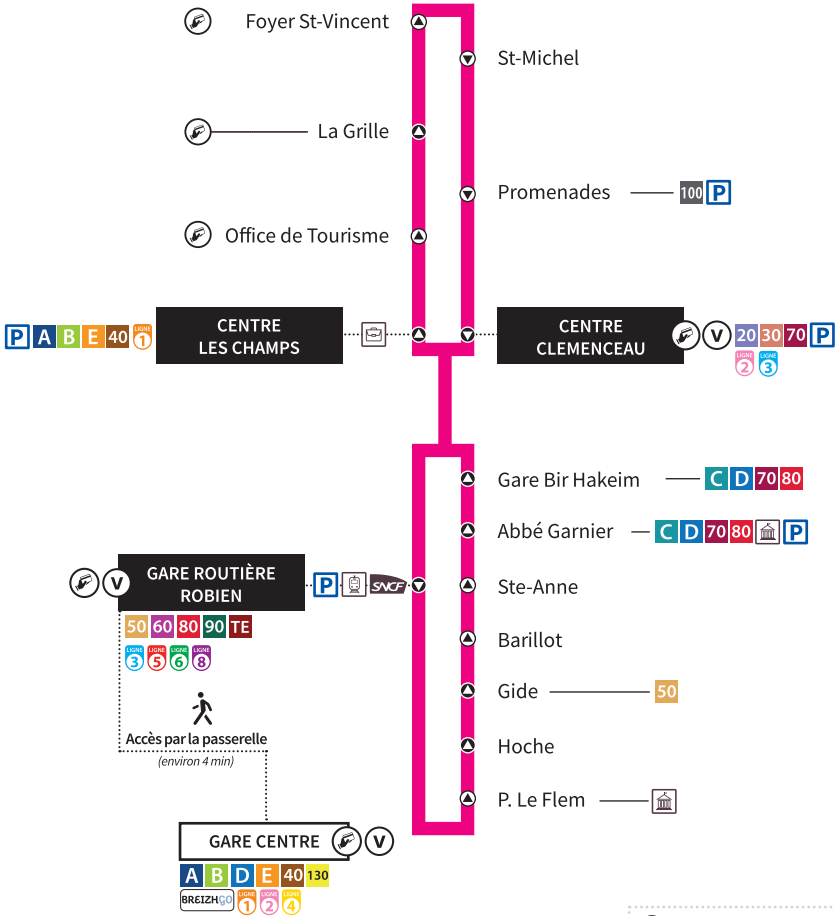 Foyer St-Vincent
St-Michel
La Grille
Promenades 100 P
Office de Tourisme
P A B E 40 LIGNE 1
CENTRE
LES CHAMPS
CENTRE
CLEMENCEAU
V 20 30 70 P
LIGNE 2 LIGNE 3
Gare Bir Hakeim C D 70 80
Abbé Garnier C D 70 80 P
V GARE ROUTIÈRE
ROBIEN
P SNCF
Ste-Anne
50 60 80 90 TE
LIGNE 3 LIGNE 5 LIGNE 6 LIGNE 8
Barillot
Gide 50
Accès par la passerelle
(environ 4 min)
Hoche
P. Le Flem
GARE CENTRE V
A B D E 40 130
BREIZHGO LIGNE 1 LIGNE 2 LIGNE 4